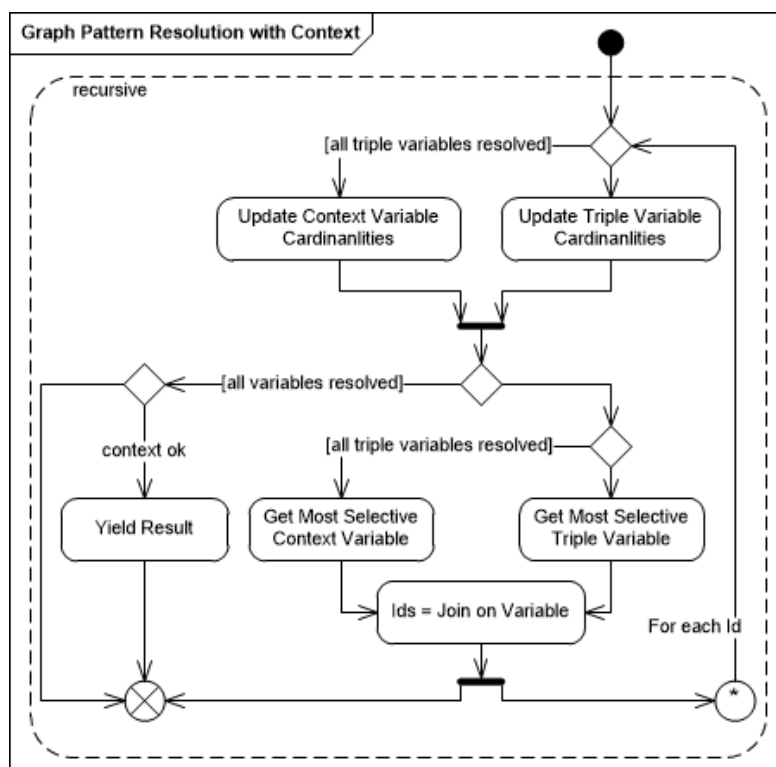 Graph Pattern Resolution with Context
recursive
[all triple variables resolved]
Update Context Variable
Cardinanlities
Update Triple Variable
Cardinanlities
[all variables resolved]
context ok
[all triple variables resolved]
Yield Result
Get Most Selective
Context Variable
Get Most Selective
Triple Variable
Ids = Join on Variable
For each Id
*